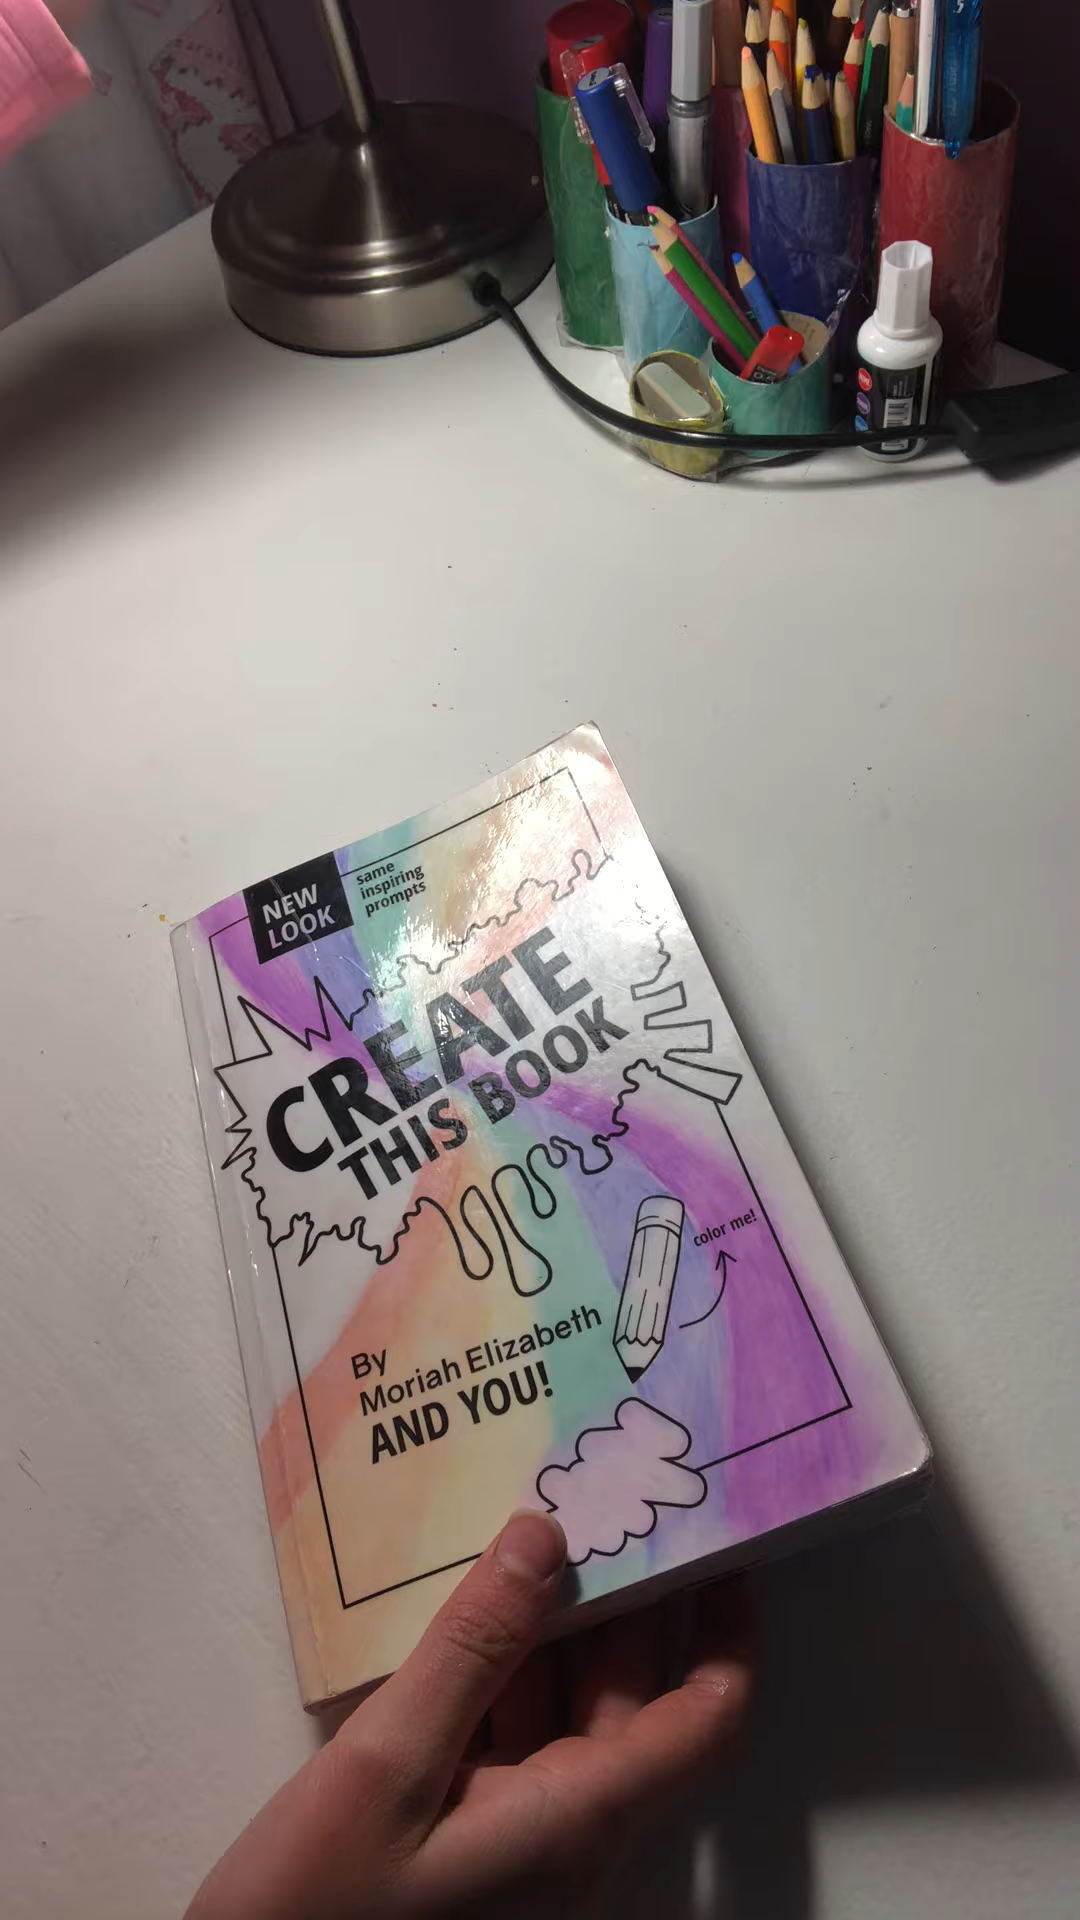 NEW
LOOK
same
inspiring
prompts
CREATE
THIS BOOK
color me!
By
Moriah Elizabeth
AND YOU!